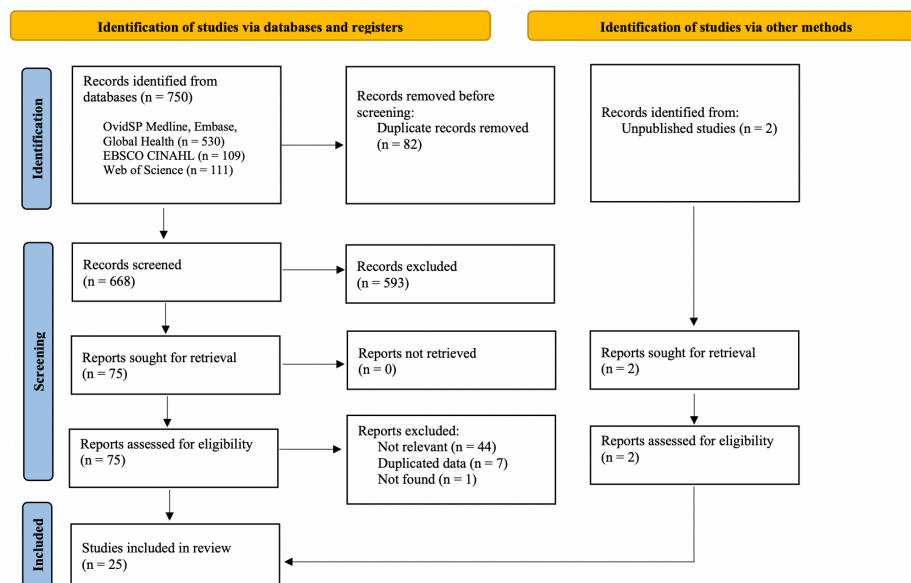 Identification of studies via databases and registers
Identification of studies via other methods
Identification
Records identified from
databases (n = 750)
OvidSP Medline, Embase,
Global Health (n = 530)
EBSCO CINAHL (n = 109)
Web of Science (n = 111)
Records removed before
screening:
Duplicate records removed
(n = 82)
Records identified from:
Unpublished studies (n = 2)
Screening
Records screened
(n = 668)
Records excluded
(n = 593)
Reports sought for retrieval
(n = 75)
Reports not retrieved
(n = 0)
Reports sought for retrieval
(n = 2)
Reports assessed for eligibility
(n = 75)
Reports excluded:
Not relevant (n = 44)
Duplicated data (n = 7)
Not found (n = 1)
Reports assessed for eligibility
(n = 2)
Included
Studies included in review
(n = 25)